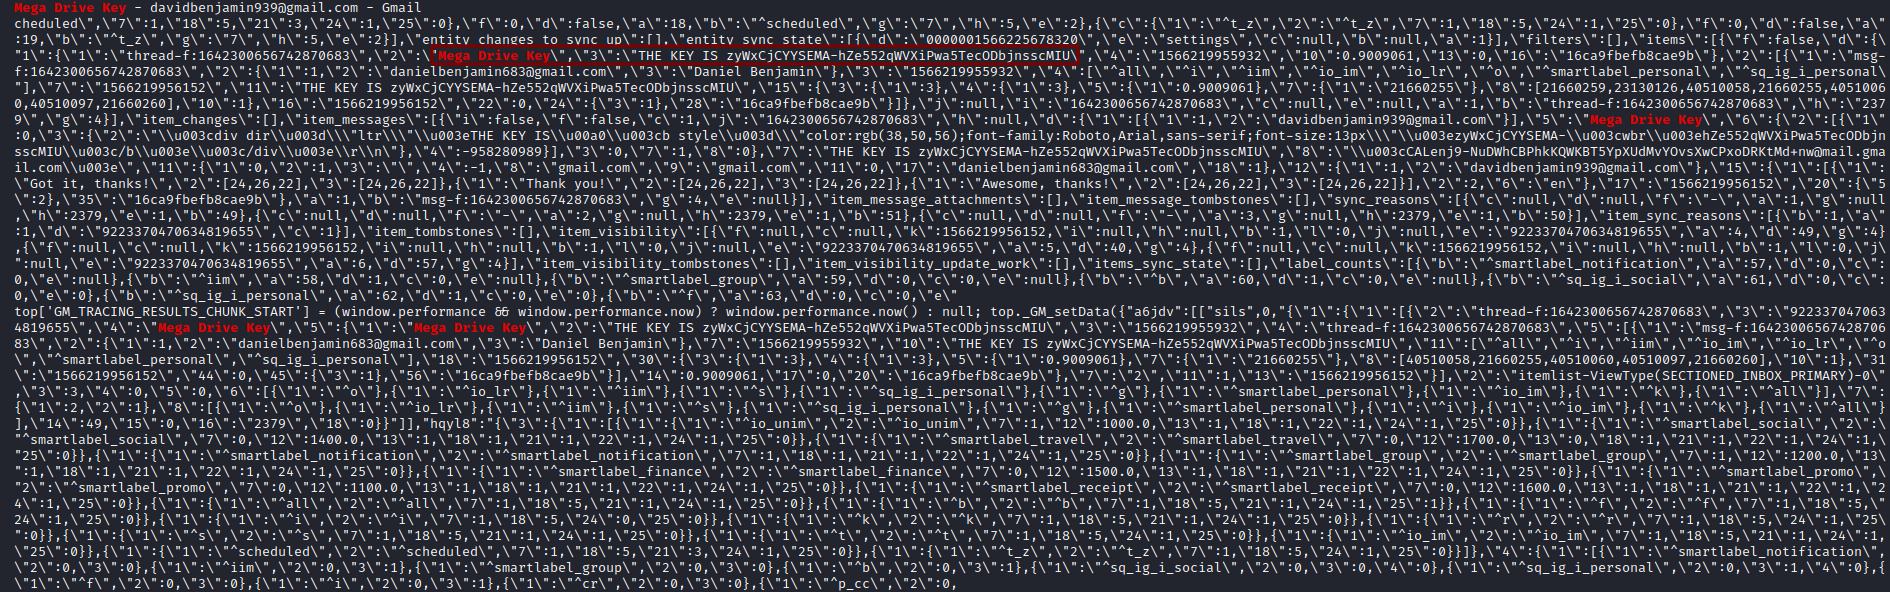 Mega Drive Key - davidbenjamin939@gmail.com - Gmail
cheduled\",\"7\":1,\"18\":5,\"21\":3,\"24\":1,\"25\":0},\"f\":0,\"d\":false,\"a\":18,\"b\":\"^scheduled\",\"g\":\"7\",\"h\":5,\"e\":2},{\"c\":{\"1\":\"^t_z\",\"2\":\"^t_z\",\"7\":1,\"18\":5,\"24\":1,\"25\":0},\"f\":0,\"d\":false,\"a\
:19,\"b\":\"^t_z\",\"g\":\"7\",\"h\":5,\"e\":2}],\"entity_changes_to_sync_up\":[],\"entity_sync_state\":[{\"d\":\"0000001566225678320\",\"e\":\"settings\",\"c\":null,\"b\":null,\"a\":1}],\"filters\":[],\"items\":[{\"f\":false,\"d\":{\
"1\":{\"1\":\"thread-f:1642300656742870683\",\"2\":\"Mega Drive Key\",\"3\":\"THE KEY IS zyWxCjCYYSEMA-hZe552qWVXiPwa5TecODbjnsscMIU\",\"4\":\"1566219955932\",\"10\":0.9009061,\"13\":0,\"16\":\"16ca9fbefb8cae9b\"},\"2\":[{\"1\":\"msg-
f:1642300656742870683\",\"2\":{\"1\":1,\"2\":\"danielbenjamin683@gmail.com\",\"3\":\"Daniel Benjamin\"},\"3\":\"1566219955932\",\"4\":[\"^all\",\"^i\",\"^iim\",\"^io_im\",\"^io_lr\",\"^o\",\"^smartlabel_personal\",\"^sq_ig_i_personal\
"],\"7\":\"1566219956152\",\"11\":\"THE KEY IS zyWxCjCYYSEMA-hZe552qWVXiPwa5TecODbjnsscMIU\",\"15\":{\"3\":{\"1\":3},\"4\":{\"1\":3},\"5\":{\"1\":0.9009061},\"7\":{\"1\":\"21660255\"},\"8\":[21660259,23130126,40510058,21660255,4051006
0,40510097,21660260],\"10\":1},\"16\":\"1566219956152\",\"22\":0,\"24\":{\"3\":1},\"28\":\"16ca9fbefb8cae9b\"}]},\"j\":null,\"i\":\"1642300656742870683\",\"c\":null,\"e\":null,\"a\":1,\"b\":\"thread-f:1642300656742870683\",\"h\":\"237
9\",\"g\":4}],\"item_changes\":[],\"item_messages\":[{\"i\":false,\"f\":false,\"c\":1,\"j\":\"1642300656742870683\",\"h\":null,\"d\":{\"1\":[{\"1\":1,\"2\":\"davidbenjamin939@gmail.com\"}],\"5\":\"Mega Drive Key\",\"6\":{\"2\":[{\"1\"
:0,\"3\":{\"2\":\"\\u003cdiv dir\\u003d\\\"ltr\\\"\\u003eTHE KEY IS\\u00a0\\u003cb style\\u003d\\\"color:rgb(38,50,56);font-family:Roboto,Arial,sans-serif;font-size:13px\\\"\\u003ezyWxCjCYYSEMA-\\u003cwbr\\u003ehZe552qWVXiPwa5TecODbjn
sscMIU\\u003c/b\\u003e\\u003c/div\\u003e\\r\\n\"},\"4\":-958280989}],\"3\":0,\"7\":1,\"8\":0},\"7\":\"THE KEY IS zyWxCjCYYSEMA-hZe552qWVXiPwa5TecODbjnsscMIU\",\"8\":\"\\u003cCALenj9-NuDWhCBPhkKQWKBT5YpXUdMvYOvsXwCPxoDRKtMd+nw@mail.gma
il.com\\u003e\",\"11\":{\"1\":0,\"2\":1,\"3\":\"\",\"4\":-1,\"8\":\"gmail.com\",\"9\":\"gmail.com\",\"11\":0,\"17\":\"danielbenjamin683@gmail.com\",\"18\":1},\"12\":{\"1\":1,\"2\":\"davidbenjamin939@gmail.com\"},\"15\":{\"1\":[{\"1\":
\"Got it, thanks!\",\"2\":[24,26,22],\"3\":[24,26,22]},{\"1\":\"Thank you!\",\"2\":[24,26,22],\"3\":[24,26,22]},{\"1\":\"Awesome, thanks!\",\"2\":[24,26,22],\"3\":[24,26,22]}],\"2\":2,\"6\":\"en\"},\"17\":\"1566219956152\",\"20\":{\"5
\":2},\"35\":\"16ca9fbefb8cae9b\"},\"a\":1,\"b\":\"msg-f:1642300656742870683\",\"g\":4,\"e\":null}],\"item_message_attachments\":[],\"item_message_tombstones\":[],\"sync_reasons\":[{\"c\":null,\"d\":null,\"f\":\"-\",\"a\":1,\"g\":null
,\"h\":2379,\"e\":1,\"b\":49},{\"c\":null,\"d\":null,\"f\":\"-\",\"a\":2,\"g\":null,\"h\":2379,\"e\":1,\"b\":51},{\"c\":null,\"d\":null,\"f\":\"-\",\"a\":3,\"g\":null,\"h\":2379,\"e\":1,\"b\":50}],\"item_sync_reasons\":[{\"b\":1,\"a\"
:1,\"d\":\"9223370470634819655\",\"c\":1}],\"item_tombstones\":[],\"item_visibility\":[{\"f\":null,\"c\":null,\"k\":1566219956152,\"i\":null,\"h\":null,\"b\":1,\"l\":0,\"j\":null,\"e\":\"9223370470634819655\",\"a\":4,\"d\":49,\"g\":4}
,{\"f\":null,\"c\":null,\"k\":1566219956152,\"i\":null,\"h\":null,\"b\":1,\"l\":0,\"j\":null,\"e\":\"9223370470634819655\",\"a\":5,\"d\":40,\"g\":4},{\"f\":null,\"c\":null,\"k\":1566219956152,\"i\":null,\"h\":null,\"b\":1,\"l\":0,\"j\
":null,\"e\":\"9223370470634819655\",\"a\":6,\"d\":57,\"g\":4}],\"item_visibility_tombstones\":[],\"item_visibility_update_work\":[],\"items_sync_state\":[],\"label_counts\":[{\"b\":\"^smartlabel_notification\",\"a\":57,\"d\":0,\"c\":
0,\"e\":null},{\"b\":\"^iim\",\"a\":58,\"d\":1,\"c\":0,\"e\":null},{\"b\":\"^smartlabel_group\",\"a\":59,\"d\":0,\"c\":0,\"e\":null},{\"b\":\"^b\",\"a\":60,\"d\":1,\"c\":0,\"e\":null},{\"b\":\"^sq_ig_i_social\",\"a\":61,\"d\":0,\"c\":
0,\"e\":0},{\"b\":\"^sq_ig_i_personal\",\"a\":62,\"d\":1,\"c\":0,\"e\":0},{\"b\":\"^f\",\"a\":63,\"d\":0,\"c\":0,\"e\"
top['GM_TRACING_RESULTS_CHUNK_START'] = (window.performance && window.performance.now) ? window.performance.now() : null; top._GM_setData({"a6jdv":[["sils",0,"{\"1\":{\"1\":[{\"1\":\"thread-f:1642300656742870683\",\"3\":\"922337047063
4819655\",\"4\":\"Mega Drive Key\",\"5\":{\"1\":\"Mega Drive Key\",\"2\":\"THE KEY IS zyWxCjCYYSEMA-hZe552qWVXiPwa5TecODbjnsscMIU\",\"3\":\"1566219955932\",\"4\":\"thread-f:1642300656742870683\",\"5\":[{\"1\":\"msg-f:16423006567428706
83\",\"2\":{\"1\":1,\"2\":\"danielbenjamin683@gmail.com\",\"3\":\"Daniel Benjamin\"},\"7\":\"1566219955932\",\"10\":\"THE KEY IS zyWxCjCYYSEMA-hZe552qWVXiPwa5TecODbjnsscMIU\",\"11\":[\"^all\",\"^i\",\"^iim\",\"^io_im\",\"^io_lr\",\"^o
\",\"^smartlabel_personal\",\"^sq_ig_i_personal\"],\"18\":\"1566219956152\",\"30\":{\"3\":{\"1\":3},\"4\":{\"1\":3},\"5\":{\"1\":0.9009061},\"7\":{\"1\":\"21660255\"},\"8\":[40510058,21660255,40510060,40510097,21660260],\"10\":1},\"31
\":\"1566219956152\",\"44\":0,\"45\":{\"3\":1},\"56\":\"16ca9fbefb8cae9b\"}],\"14\":0.9009061,\"17\":0,\"20\":\"16ca9fbefb8cae9b\"},\"7\":\"2\",\"11\":1,\"13\":\"1566219956152\"}],\"2\":\"itemlist-ViewType(SECTIONED_INBOX_PRIMARY)-0\"
,\"3\":3,\"4\":0,\"5\":0,\"6\":[{\"1\":\"^o\"},{\"1\":\"^io_lr\"},{\"1\":\"^iim\"},{\"1\":\"^s\"},{\"1\":\"^sq_ig_i_personal\"},{\"1\":\"^g\"},{\"1\":\"^smartlabel_personal\"},{\"1\":\"^io_im\"},{\"1\":\"^k\"},{\"1\":\"^all\"}],\"7\":
{\"1\":2,\"2\":1},\"8\":[{\"1\":\"^o\"},{\"1\":\"^io_lr\"},{\"1\":\"^iim\"},{\"1\":\"^s\"},{\"1\":\"^sq_ig_i_personal\"},{\"1\":\"^g\"},{\"1\":\"^smartlabel_personal\"},{\"1\":\"^i\"},{\"1\":\"^io_im\"},{\"1\":\"^k\"},{\"1\":\"^all\"}
],\"14\":49,\"15\":0,\"16\":\"2379\",\"18\":0}}"]],"hqyl8":"{\"3\":{\"1\":[{\"1\":{\"1\":\"^io_unim\",\"2\":\"^io_unim\",\"7\":1,\"12\":1000.0,\"13\":1,\"18\":1,\"21\":1,\"22\":1,\"24\":1,\"25\":0}},{\"1\":{\"1\":\"^smartlabel_social\",\"2\":\
"^smartlabel_social\",\"7\":0,\"12\":1400.0,\"13\":1,\"18\":1,\"21\":1,\"22\":1,\"24\":1,\"25\":0}},{\"1\":{\"1\":\"^smartlabel_travel\",\"2\":\"^smartlabel_travel\",\"7\":0,\"12\":1700.0,\"13\":0,\"18\":1,\"21\":1,\"22\":1,\"24\":1,\
"25\":0}},{\"1\":{\"1\":\"^smartlabel_notification\",\"2\":\"^smartlabel_notification\",\"7\":1,\"18\":1,\"21\":1,\"22\":1,\"24\":1,\"25\":0}},{\"1\":{\"1\":\"^smartlabel_group\",\"2\":\"^smartlabel_group\",\"7\":1,\"12\":1200.0,\"13\
":1,\"18\":1,\"21\":1,\"22\":1,\"24\":1,\"25\":0}},{\"1\":{\"1\":\"^smartlabel_finance\",\"2\":\"^smartlabel_finance\",\"7\":0,\"12\":1500.0,\"13\":1,\"18\":1,\"21\":1,\"22\":1,\"24\":1,\"25\":0}},{\"1\":{\"1\":\"^smartlabel_promo\",\
"2\":\"^smartlabel_promo\",\"7\":0,\"12\":1100.0,\"13\":1,\"18\":1,\"21\":1,\"22\":1,\"24\":1,\"25\":0}},{\"1\":{\"1\":\"^smartlabel_receipt\",\"2\":\"^smartlabel_receipt\",\"7\":0,\"12\":1600.0,\"13\":1,\"18\":1,\"21\":1,\"22\":1,\"2
4\":1,\"25\":0}},{\"1\":{\"1\":\"^all\",\"2\":\"^all\",\"7\":1,\"18\":5,\"21\":1,\"24\":1,\"25\":0}},{\"1\":{\"1\":\"^b\",\"2\":\"^b\",\"7\":1,\"18\":5,\"21\":1,\"24\":1,\"25\":1}},{\"1\":{\"1\":\"^f\",\"2\":\"^f\",\"7\":1,\"18\":5,\"
24\":1,\"25\":0}},{\"1\":{\"1\":\"^i\",\"2\":\"^i\",\"7\":1,\"18\":5,\"24\":0,\"25\":0}},{\"1\":{\"1\":\"^k\",\"2\":\"^k\",\"7\":1,\"18\":5,\"21\":1,\"24\":1,\"25\":0}},{\"1\":{\"1\":\"^r\",\"2\":\"^r\",\"7\":1,\"18\":5,\"24\":1,\"25
\":0}},{\"1\":{\"1\":\"^s\",\"2\":\"^s\",\"7\":1,\"18\":5,\"21\":1,\"24\":1,\"25\":0}},{\"1\":{\"1\":\"^t\",\"2\":\"^t\",\"7\":1,\"18\":5,\"24\":1,\"25\":0}},{\"1\":{\"1\":\"^io_im\",\"2\":\"^io_im\",\"7\":1,\"18\":5,\"21\":1,\"24\":1,
\"25\":0}},{\"1\":{\"1\":\"^scheduled\",\"2\":\"^scheduled\",\"7\":1,\"18\":5,\"21\":3,\"24\":1,\"25\":0}},{\"1\":{\"1\":\"^t_z\",\"2\":\"^t_z\",\"7\":1,\"18\":5,\"24\":1,\"25\":0}}]},\"4\":{\"1\":[{\"1\":\"^smartlabel_notification\",
\"2\":0,\"3\":0},{\"1\":\"^iim\",\"2\":0,\"3\":1},{\"1\":\"^smartlabel_group\",\"2\":0,\"3\":0},{\"1\":\"^b\",\"2\":0,\"3\":1},{\"1\":\"^sq_ig_i_social\",\"2\":0,\"3\":0,\"4\":0},{\"1\":\"^sq_ig_i_personal\",\"2\":0,\"3\":1,\"4\":0},{
\"1\":\"^f\",\"2\":0,\"3\":0},{\"1\":\"^i\",\"2\":0,\"3\":1},{\"1\":\"^cr\",\"2\":0,\"3\":0},{\"1\":\"^p_cc\",\"2\":0,